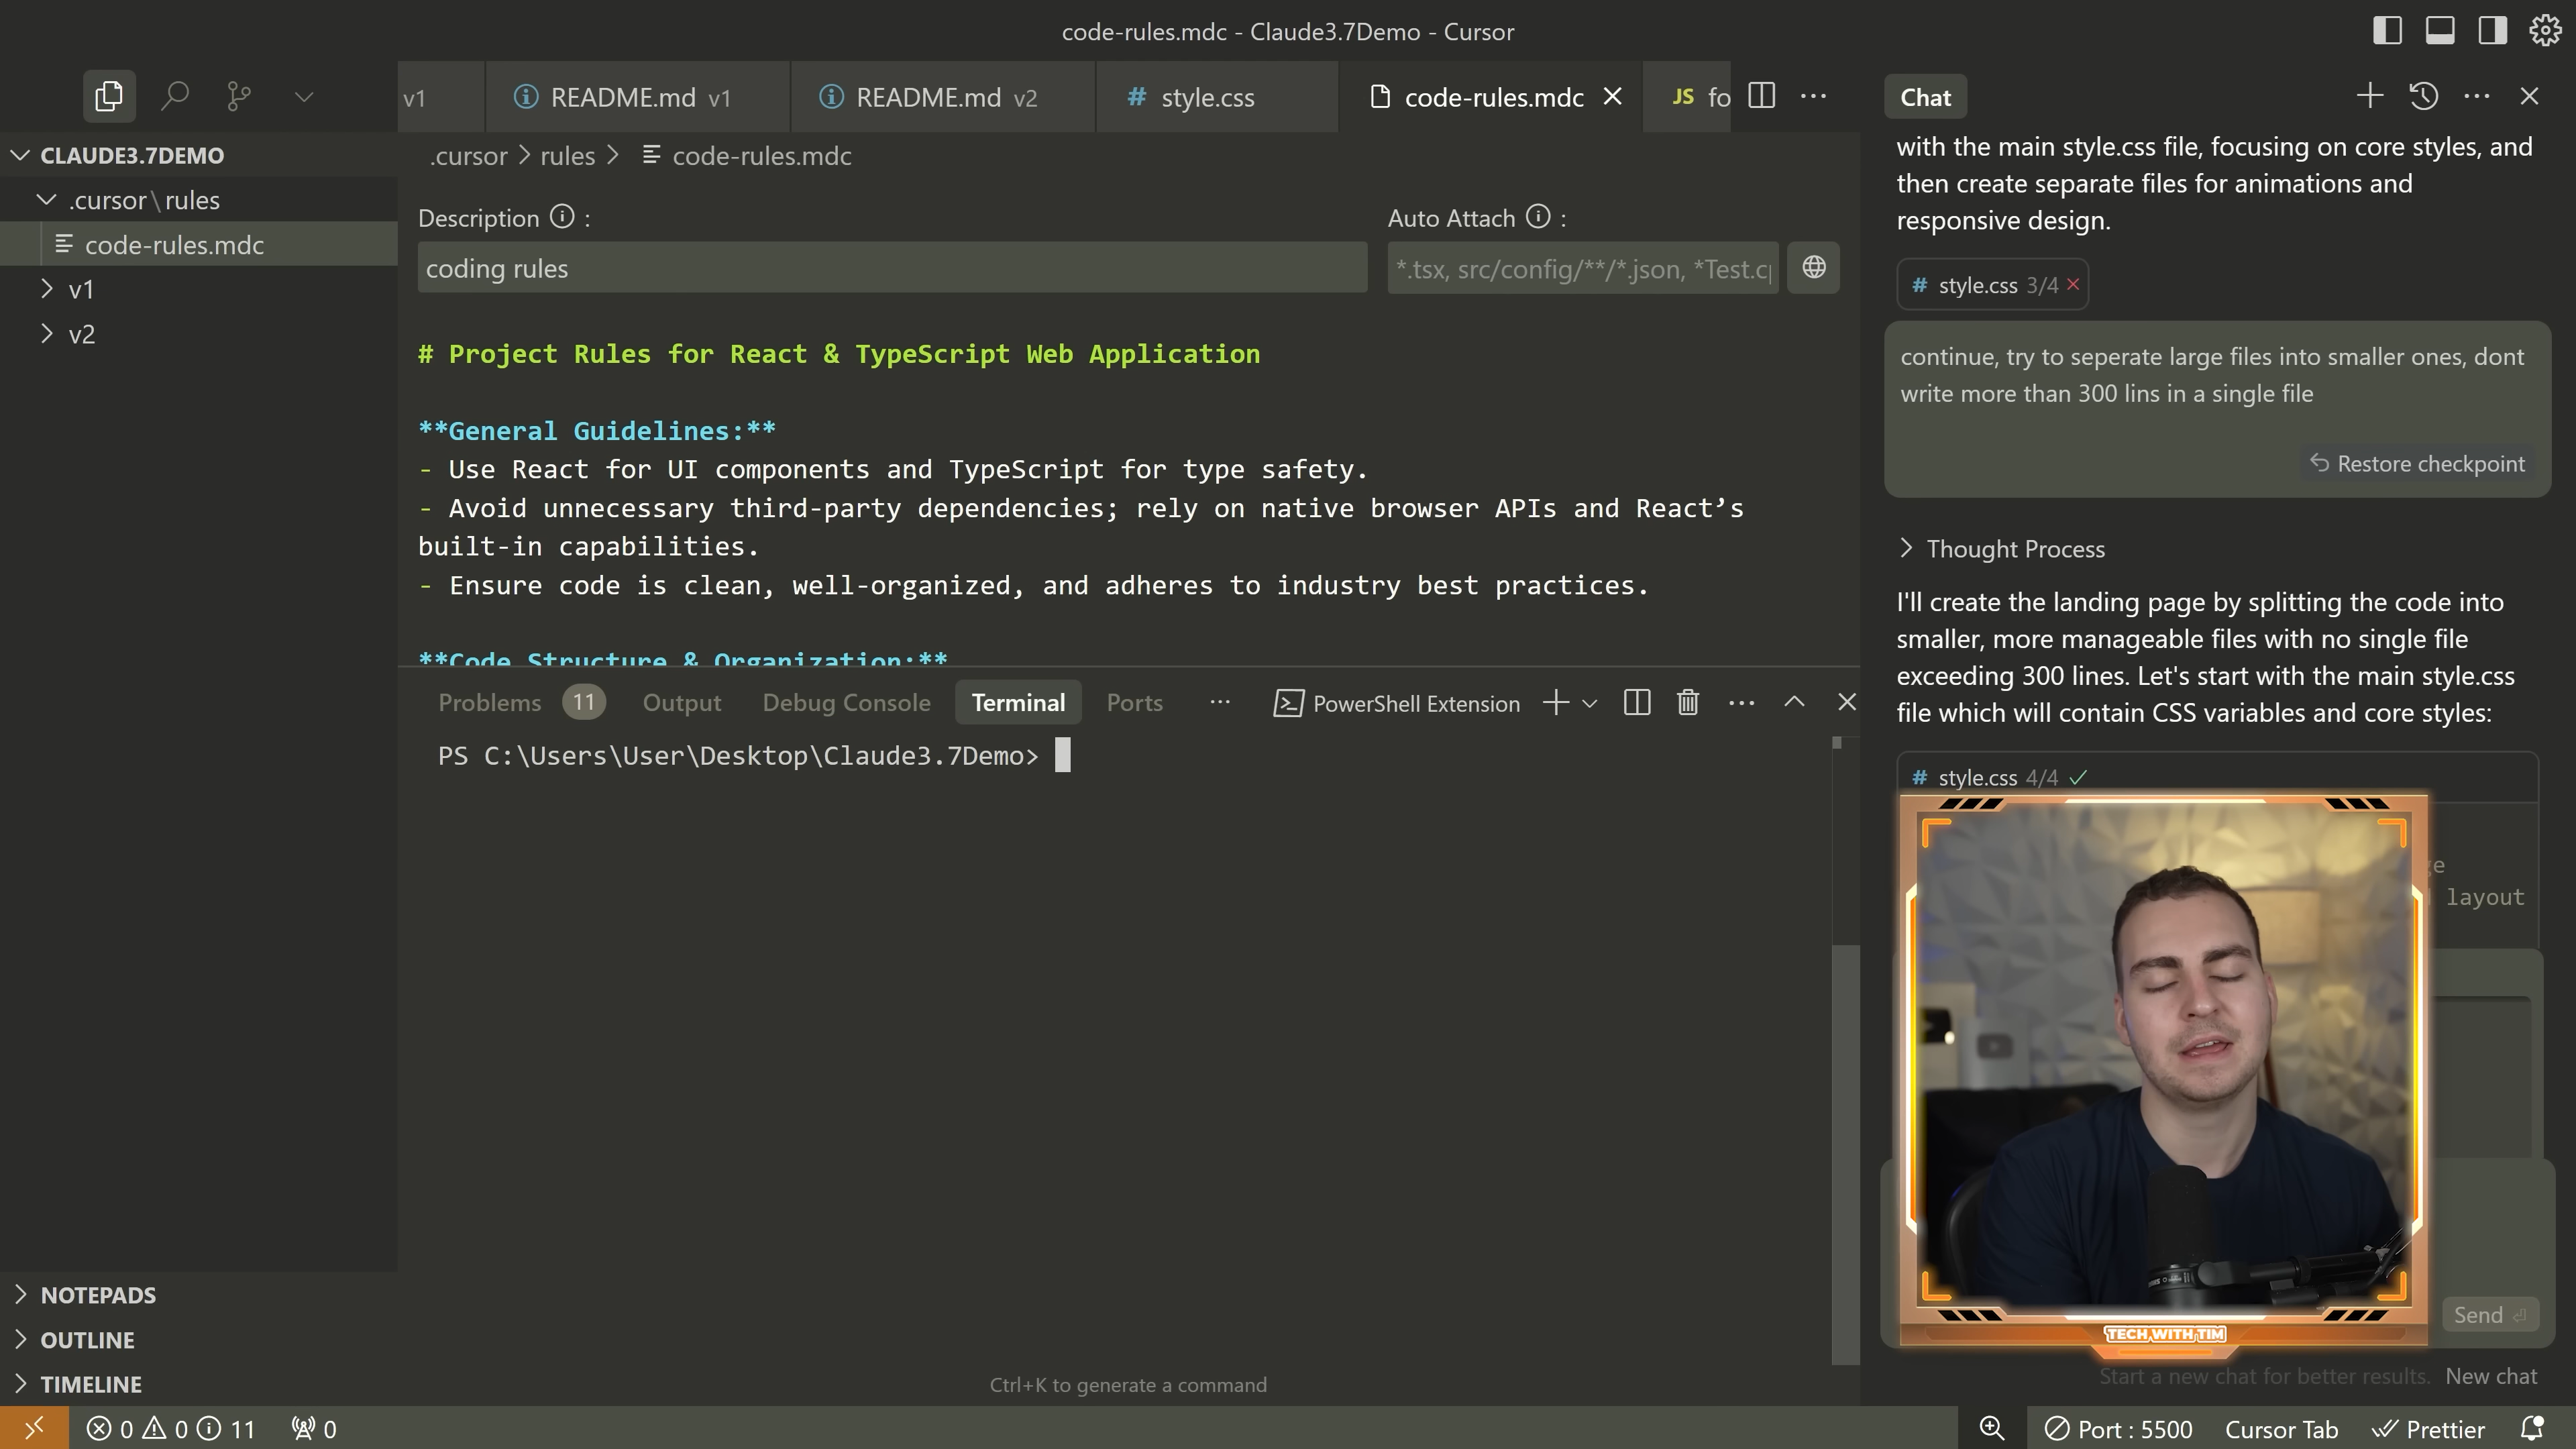 code-rules.mdc - Claude3.7Demo - Cursor
v1
README.md v1
README.md v2
# style.css
code-rules.mdc
JS fo
Chat
CLAUDE3.7DEMO
.cursor\rules
code-rules.mdc
v1
v2
NOTEPADS
OUTLINE
TIMELINE
.cursor > rules > code-rules.mdc
Description :
Auto Attach :
coding rules
*.tsx, src/config/**/*.json, *Test.c
# Project Rules for React & TypeScript Web Application
**General Guidelines:**
- Use React for UI components and TypeScript for type safety.
- Avoid unnecessary third-party dependencies; rely on native browser APIs and React’s
built-in capabilities.
- Ensure code is clean, well-organized, and adheres to industry best practices.
**Code Structure & Organization:**
Problems 11 Output Debug Console Terminal Ports ··· PowerShell Extension
PS C:\Users\User\Desktop\Claude3.7Demo>
Ctrl+K to generate a command
with the main style.css file, focusing on core styles, and
then create separate files for animations and
responsive design.
# style.css 3/4
continue, try to seperate large files into smaller ones, dont
write more than 300 lins in a single file
Restore checkpoint
Thought Process
I'll create the landing page by splitting the code into
smaller, more manageable files with no single file
exceeding 300 lines. Let's start with the main style.css
file which will contain CSS variables and core styles:
# style.css 4/4
layout
TECH WITH TIM
Send
Start a new chat for better results. New chat
0 0 11 0
Port : 5500 Cursor Tab Prettier